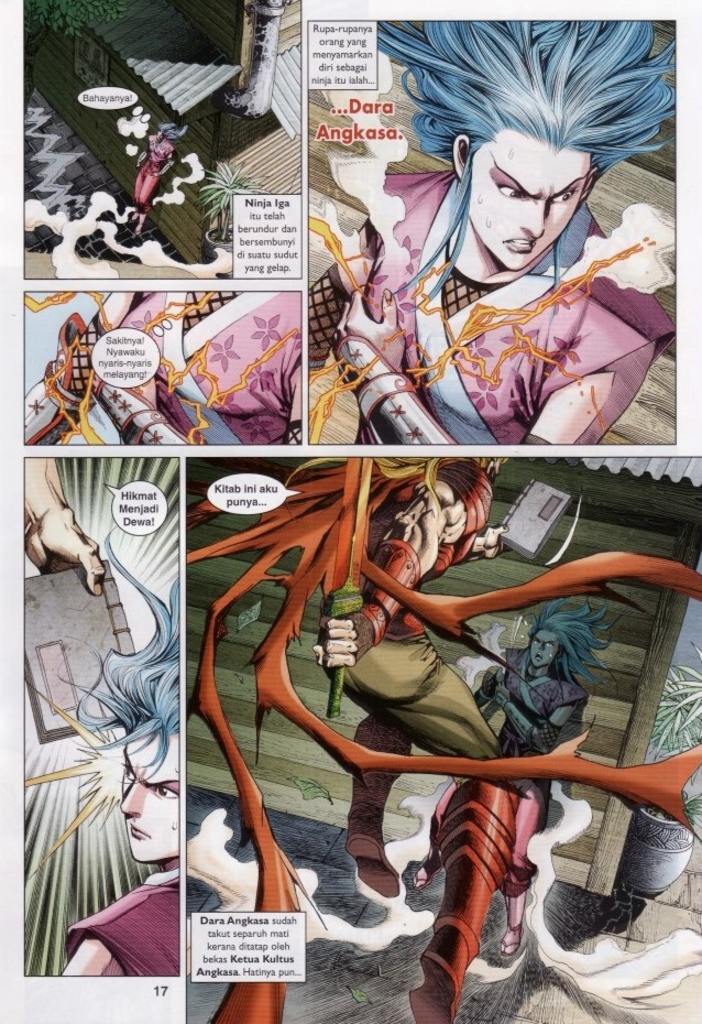 Bahayanya!
Ninja Iga
itu telah
berundur dan
bersembunyi
di suatu sudut
yang gelap.
Rupa-rupanya
orang yang
menyamarkan
diri sebagai
ninja itu ialah...
...Dara
Angkasa.
Sakitnya!
Nyawaku
nyaris-nyaris
melayang!
Hikmat
Menjadi
Dewa!
Kitab ini aku
punya...
Dara Angkasa sudah
takut separuh mati
kerana ditatap oleh
bekas Ketua Kultus
Angkasa. Hatinya pun...
17